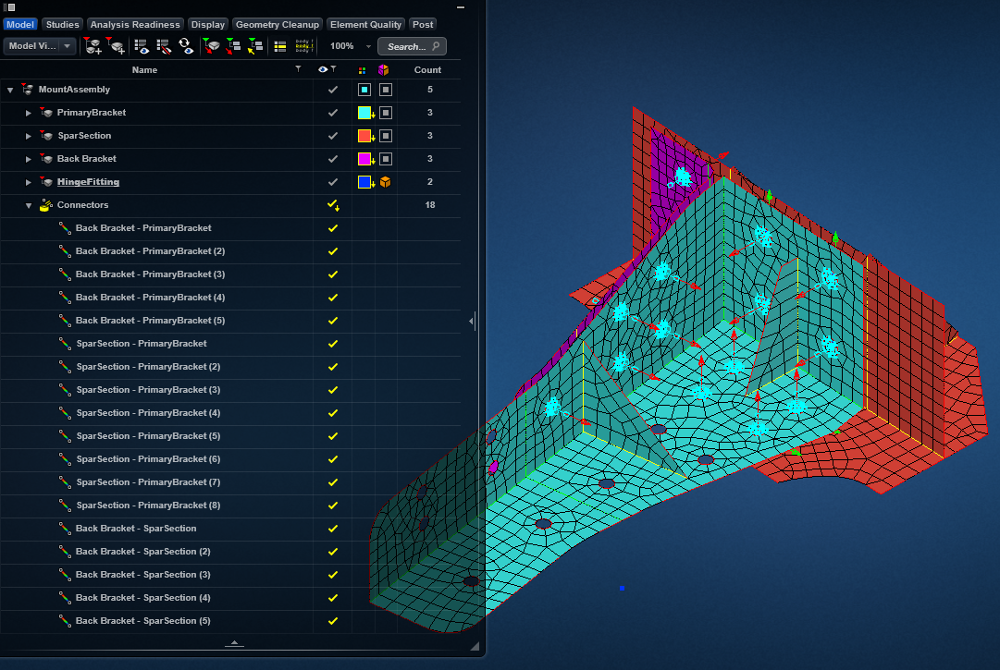 Model Studies Analysis Readiness Display Geometry Cleanup Element Quality Post
Model Vi... 100% Search...
Name Count
MountAssembly 5
PrimaryBracket 3
SparSection 3
Back Bracket 3
HingeFitting 2
Connectors 18
Back Bracket - PrimaryBracket
Back Bracket - PrimaryBracket (2)
Back Bracket - PrimaryBracket (3)
Back Bracket - PrimaryBracket (4)
Back Bracket - PrimaryBracket (5)
SparSection - PrimaryBracket
SparSection - PrimaryBracket (2)
SparSection - PrimaryBracket (3)
SparSection - PrimaryBracket (4)
SparSection - PrimaryBracket (5)
SparSection - PrimaryBracket (6)
SparSection - PrimaryBracket (7)
SparSection - PrimaryBracket (8)
Back Bracket - SparSection
Back Bracket - SparSection (2)
Back Bracket - SparSection (3)
Back Bracket - SparSection (4)
Back Bracket - SparSection (5)